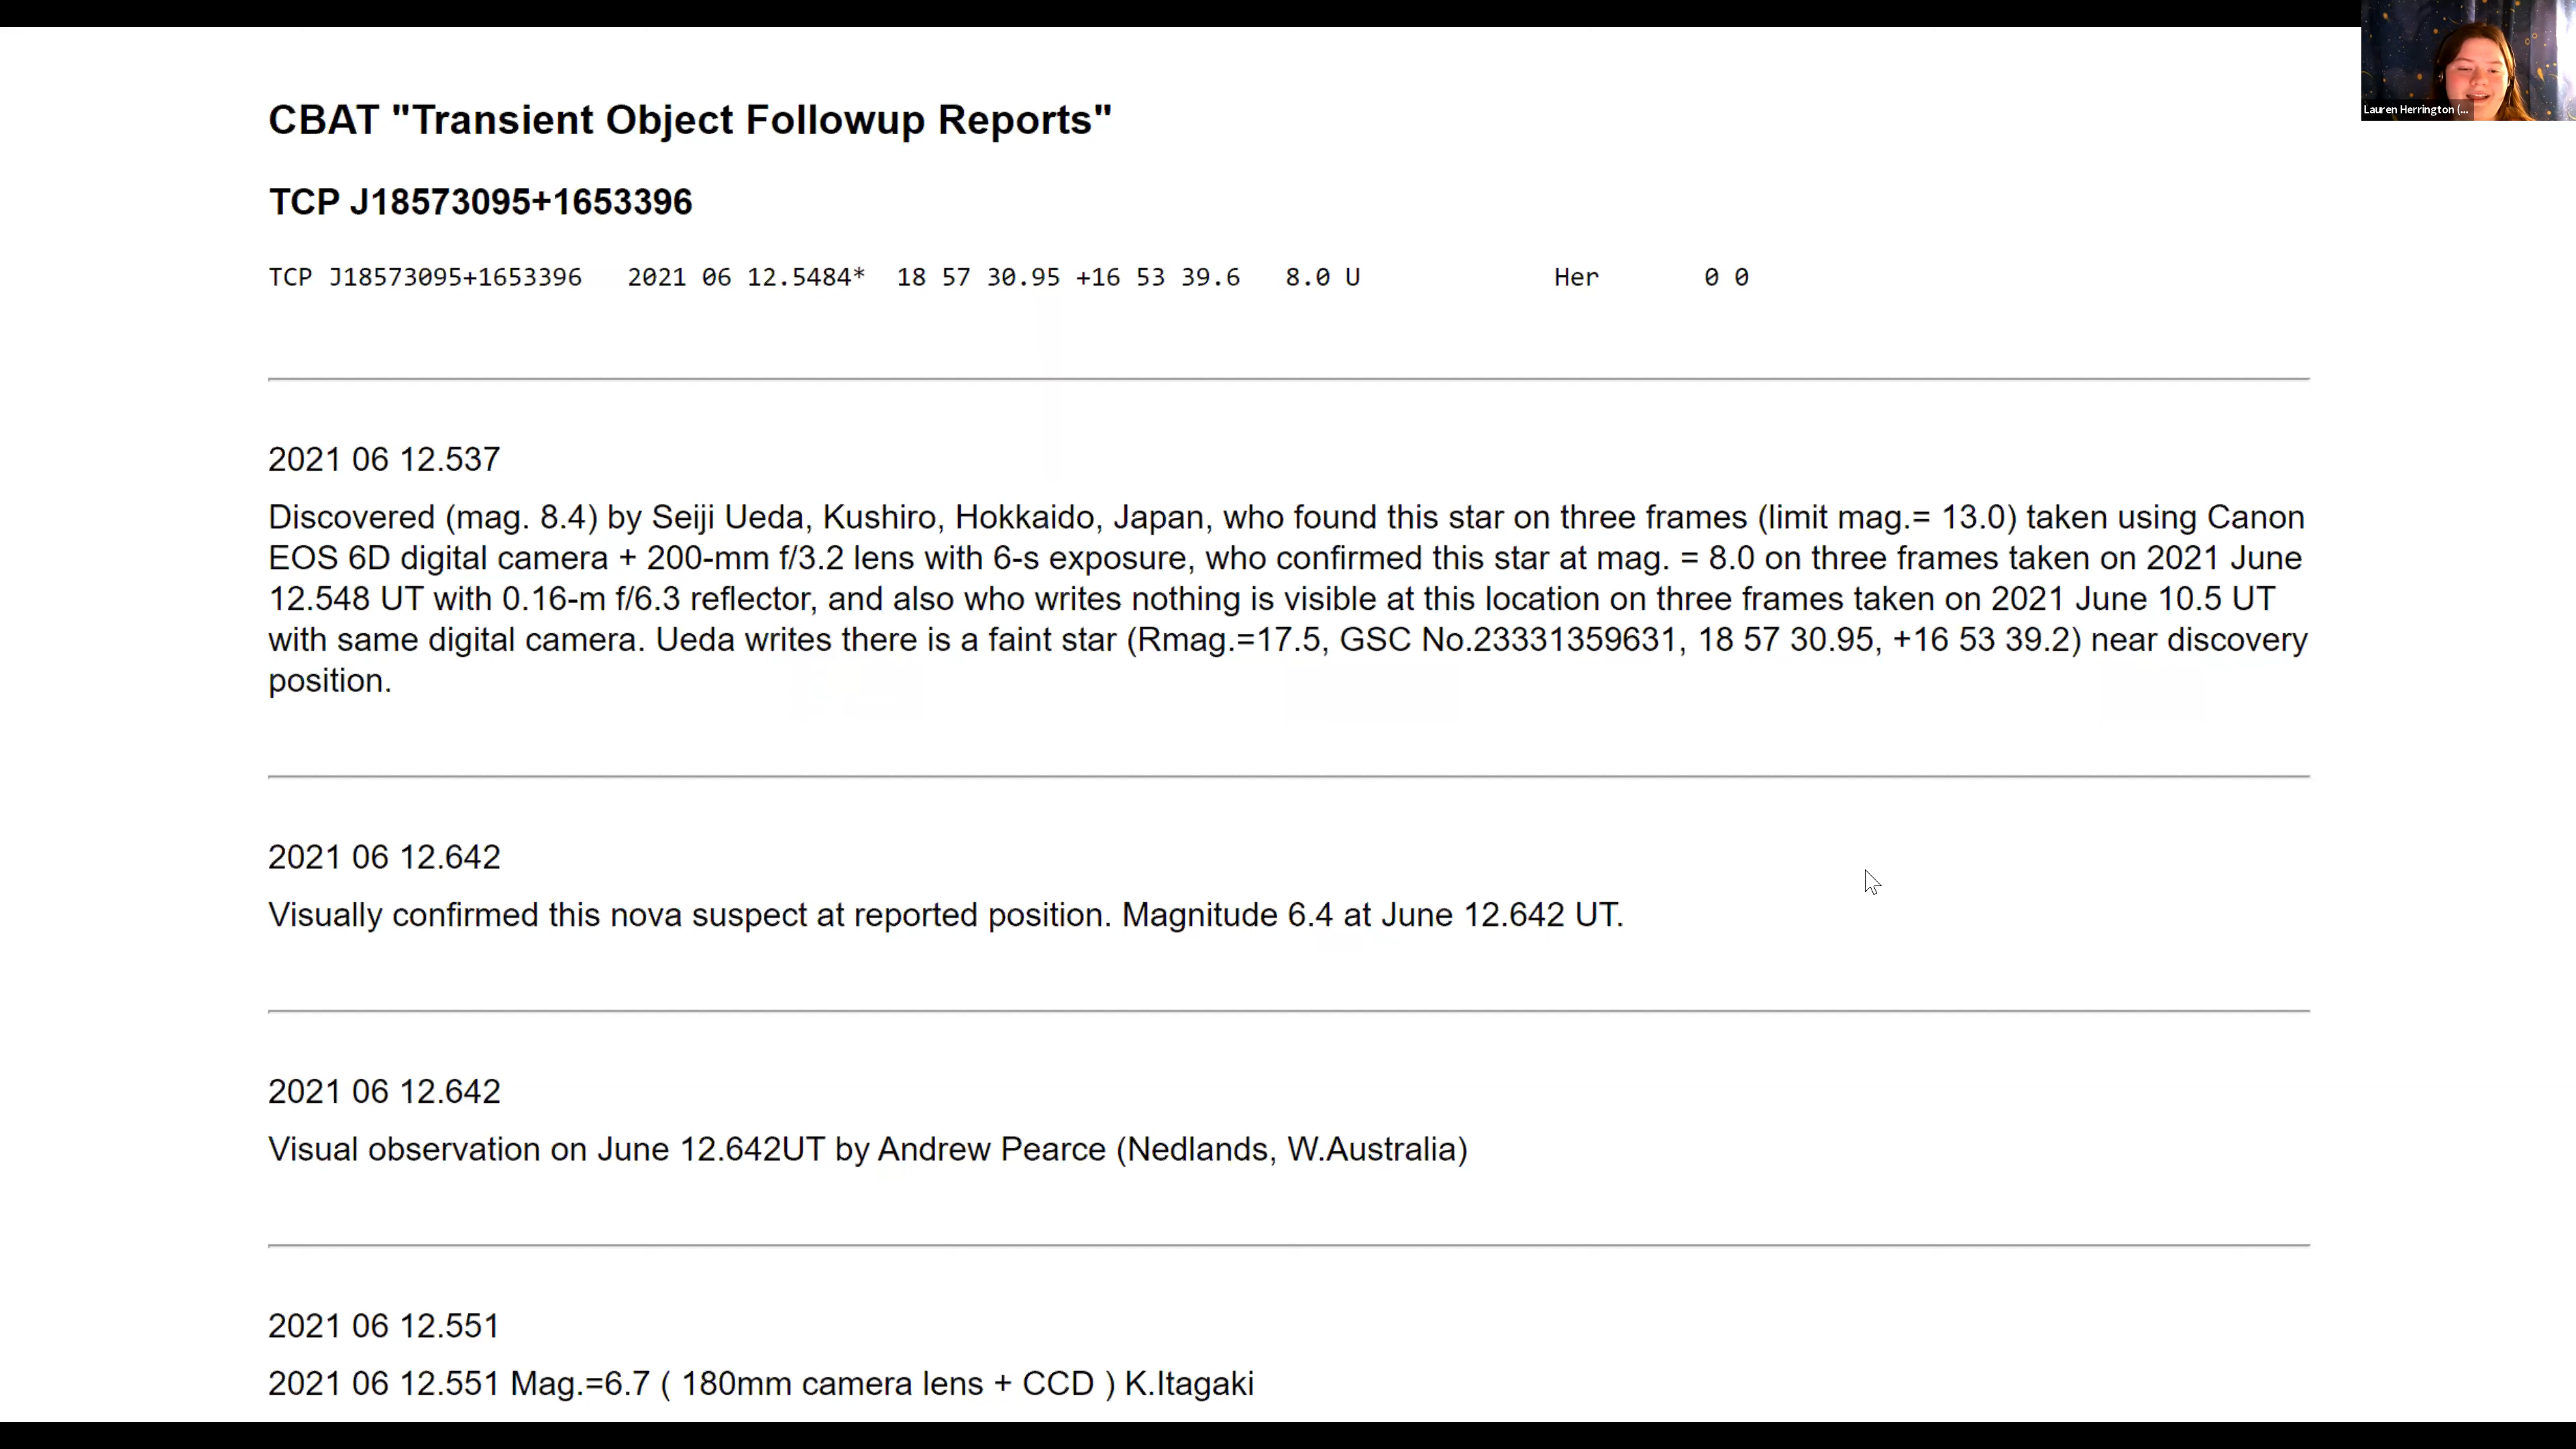 CBAT "Transient Object Followup Reports"
Lauren Herrington (...
TCP J18573095+1653396
TCP J18573095+1653396 2021 06 12.5484* 18 57 30.95 +16 53 39.6 8.0 U Her 0 0
2021 06 12.537
Discovered (mag. 8.4) by Seiji Ueda, Kushiro, Hokkaido, Japan, who found this star on three frames (limit mag.= 13.0) taken using Canon
EOS 6D digital camera + 200-mm f/3.2 lens with 6-s exposure, who confirmed this star at mag. = 8.0 on three frames taken on 2021 June
12.548 UT with 0.16-m f/6.3 reflector, and also who writes nothing is visible at this location on three frames taken on 2021 June 10.5 UT
with same digital camera. Ueda writes there is a faint star (Rmag.=17.5, GSC No.23331359631, 18 57 30.95, +16 53 39.2) near discovery
position.
2021 06 12.642
Visually confirmed this nova suspect at reported position. Magnitude 6.4 at June 12.642 UT.
2021 06 12.642
Visual observation on June 12.642UT by Andrew Pearce (Nedlands, W.Australia)
2021 06 12.551
2021 06 12.551 Mag.=6.7 ( 180mm camera lens + CCD ) K.Itagaki